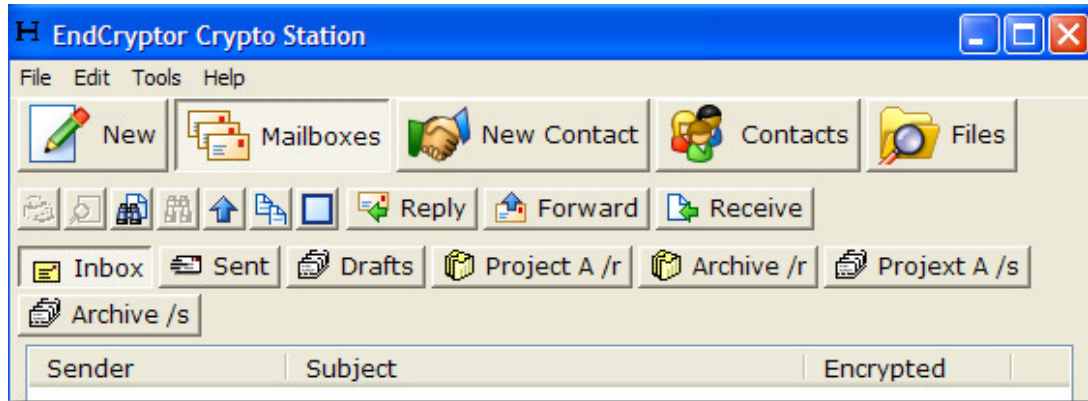 EndCryptor Crypto Station
File Edit Tools Help
New Mailboxes New Contact Contacts Files
Reply Forward Receive
Inbox Sent Drafts Project A /r Archive /r Projext A /s
Archive /s
Sender Subject Encrypted